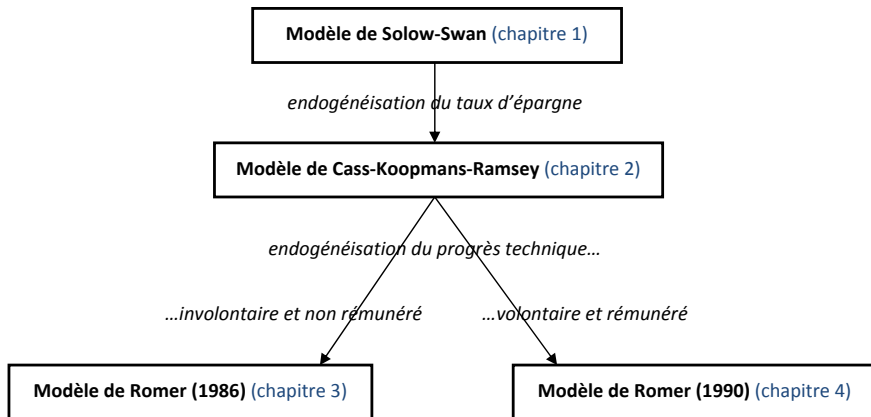 Modèle de Solow-Swan (chapitre 1)
endogénéisation du taux d’épargne
Modèle de Cass-Koopmans-Ramsey (chapitre 2)
endogénéisation du progrès technique…
…involontaire et non rémunéré
…volontaire et rémunéré
Modèle de Romer (1986) (chapitre 3)
Modèle de Romer (1990) (chapitre 4)